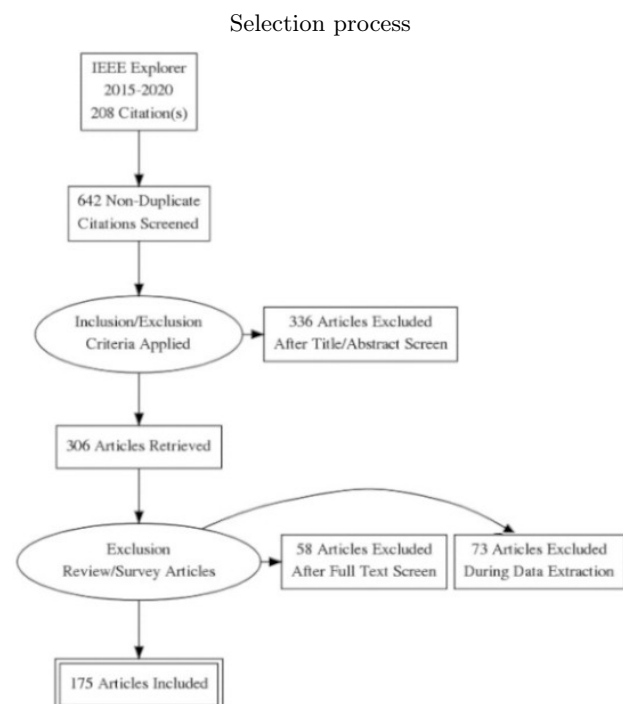 Selection process
IEEE Explorer
2015-2020
208 Citation(s)
642 Non-Duplicate
Citations Screened
Inclusion/Exclusion
Criteria Applied
336 Articles Excluded
After Title/Abstract Screen
306 Articles Retrieved
Exclusion
Review/Survey Articles
58 Articles Excluded
After Full Text Screen
73 Articles Excluded
During Data Extraction
175 Articles Included